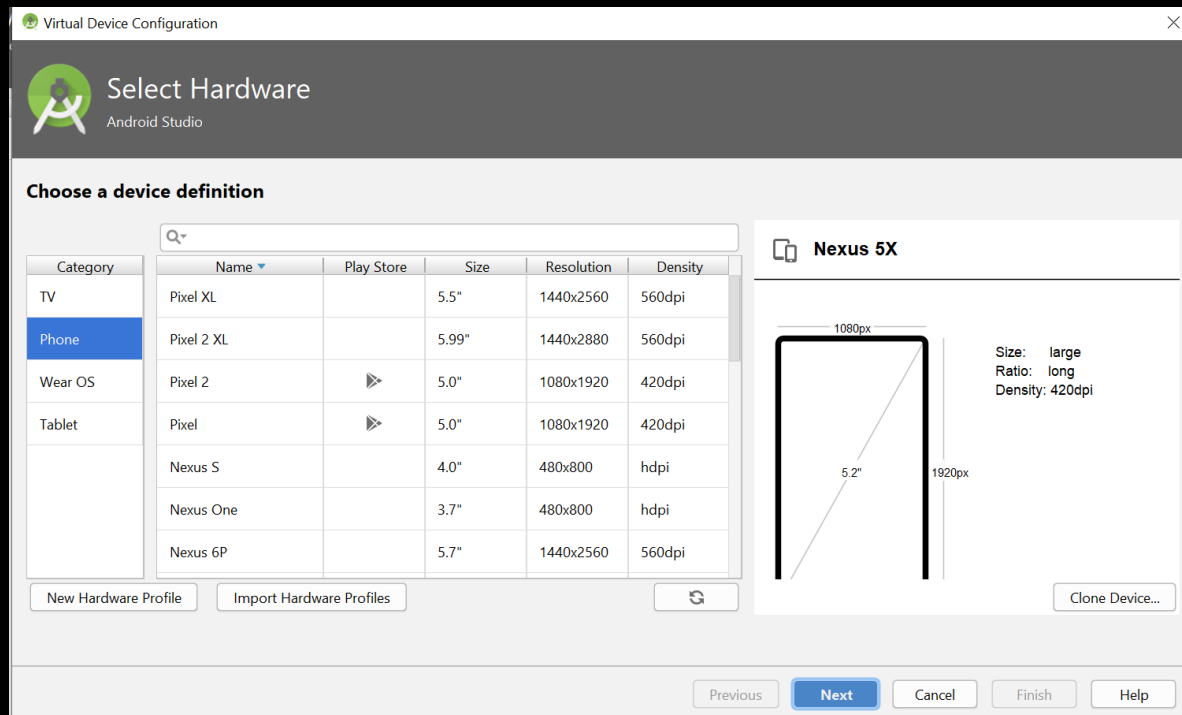 Virtual Device Configuration
Select Hardware
Android Studio
Choose a device definition
Category
TV
Phone
Wear OS
Tablet
Name Play Store Size Resolution Density
Pixel XL 5.5" 1440x2560 560dpi
Pixel 2 XL 5.99" 1440x2880 560dpi
Pixel 2 5.0" 1080x1920 420dpi
Pixel 5.0" 1080x1920 420dpi
Nexus S 4.0" 480x800 hdpi
Nexus One 3.7" 480x800 hdpi
Nexus 6P 5.7" 1440x2560 560dpi
New Hardware Profile Import Hardware Profiles
Nexus 5X
1080px
Size: large
Ratio: long
Density: 420dpi
5.2" 1920px
Clone Device...
Previous Next Cancel Finish Help